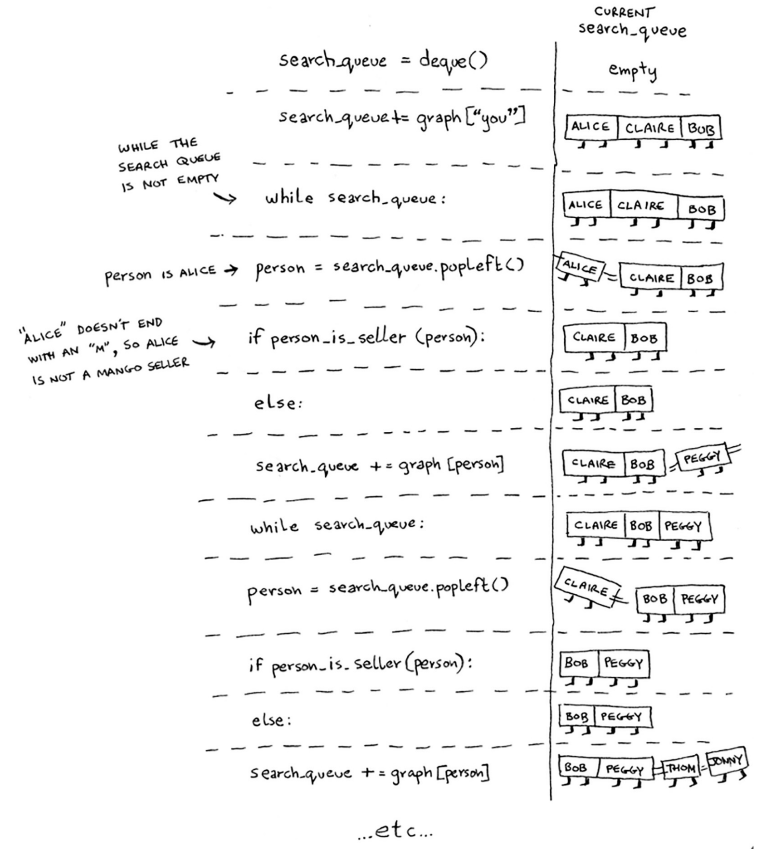 CURRENT
search_queue
search_queue = deque()
empty
search_queue += graph["you"]
ALICE CLAIRE BOB
WHILE THE
SEARCH QUEUE
IS NOT EMPTY
while search_queue:
ALICE CLAIRE BOB
PERSON IS ALICE
person = search_queue.popleft()
ALICE CLAIRE BOB
"ALICE" DOESN'T END
WITH AN "M", SO ALICE
IS NOT A MANGO SELLER
if person_is_seller (person):
CLAIRE BOB
else:
CLAIRE BOB
search_queue += graph [person]
CLAIRE BOB PEGGY
while search_queue:
CLAIRE BOB PEGGY
person = search_queue.popleft()
CLAIRE BOB PEGGY
if person_is_seller (person):
BOB PEGGY
else:
BOB PEGGY
search_queue += graph [person]
BOB PEGGY THOM JONNY
...etc...